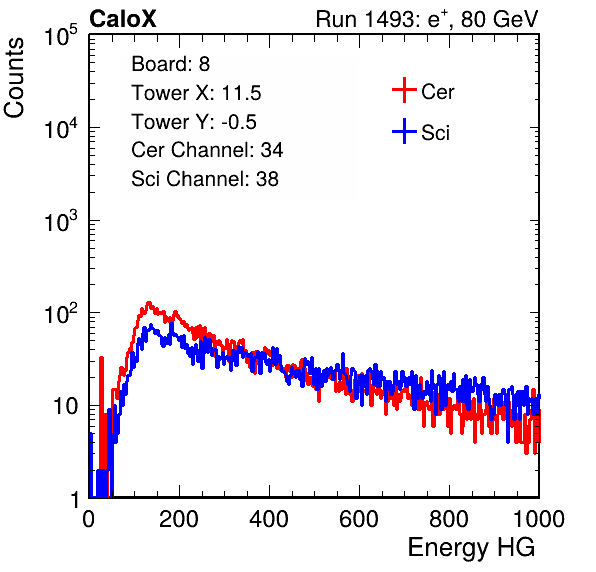 CaloX Run 1493: e⁺, 80 GeV
Counts
10⁵
10⁴
10³
10²
10
1
Board: 8
Tower X: 11.5
Tower Y: -0.5
Cer Channel: 34
Sci Channel: 38
Cer
Sci
0 200 400 600 800 1000
Energy HG